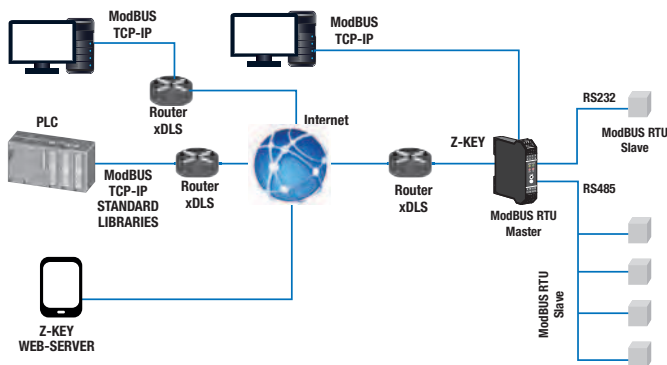 ModBUS
TCP-IP
ModBUS
TCP-IP
Router
xDLS
Internet
PLC
ModBUS
TCP-IP
STANDARD
LIBRARIES
Router
xDLS
Router
xDLS
Z-KEY
ModBUS RTU
Master
RS232
ModBUS RTU
Slave
RS485
ModBUS RTU
Slave
Z-KEY
WEB-SERVER